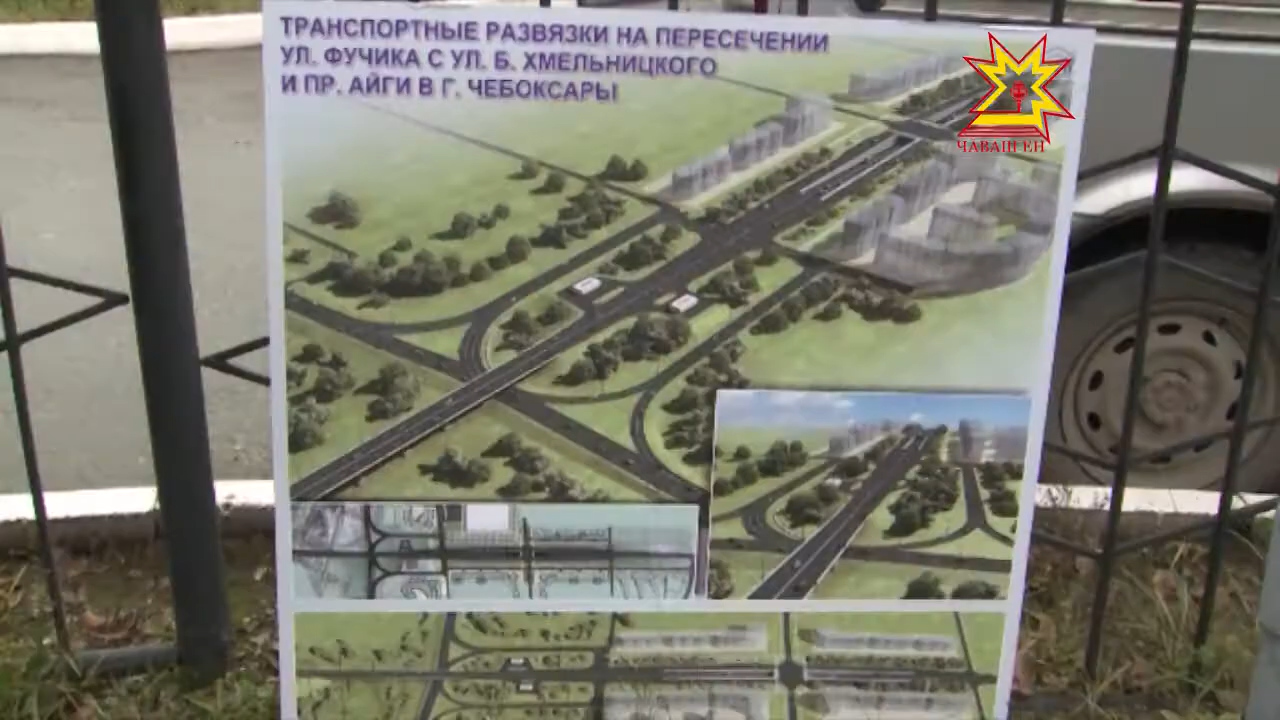 ТРАНСПОРТНЫЕ РАЗВЯЗКИ НА ПЕРЕСЕЧЕНИИ
УЛ. ФУЧИКА С УЛ. Б. ХМЕЛЬНИЦКОГО
И ПР. АЙГИ В Г. ЧЕБОКСАРЫ
ЧĂВАШ ЕН